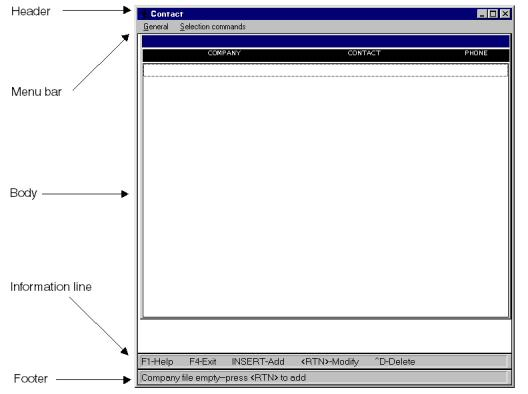 Header
Contact
General Selection commands
COMPANY CONTACT PHONE
Menu bar
Body
Information line
F1-Help F4-Exit INSERT-Add <RTN>-Modify ^D-Delete
Footer
Company file empty–press <RTN> to add